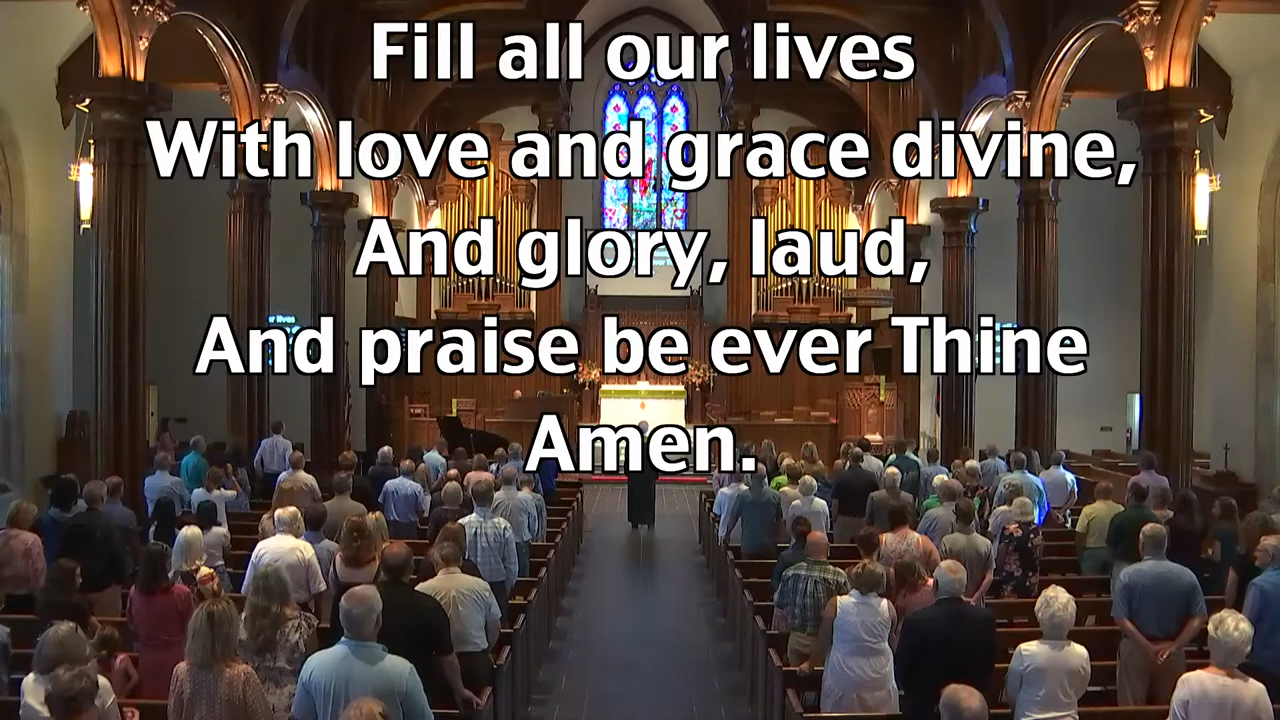 Fill all our lives
With love and grace divine,
And glory, laud,
And praise be ever Thine
Amen.